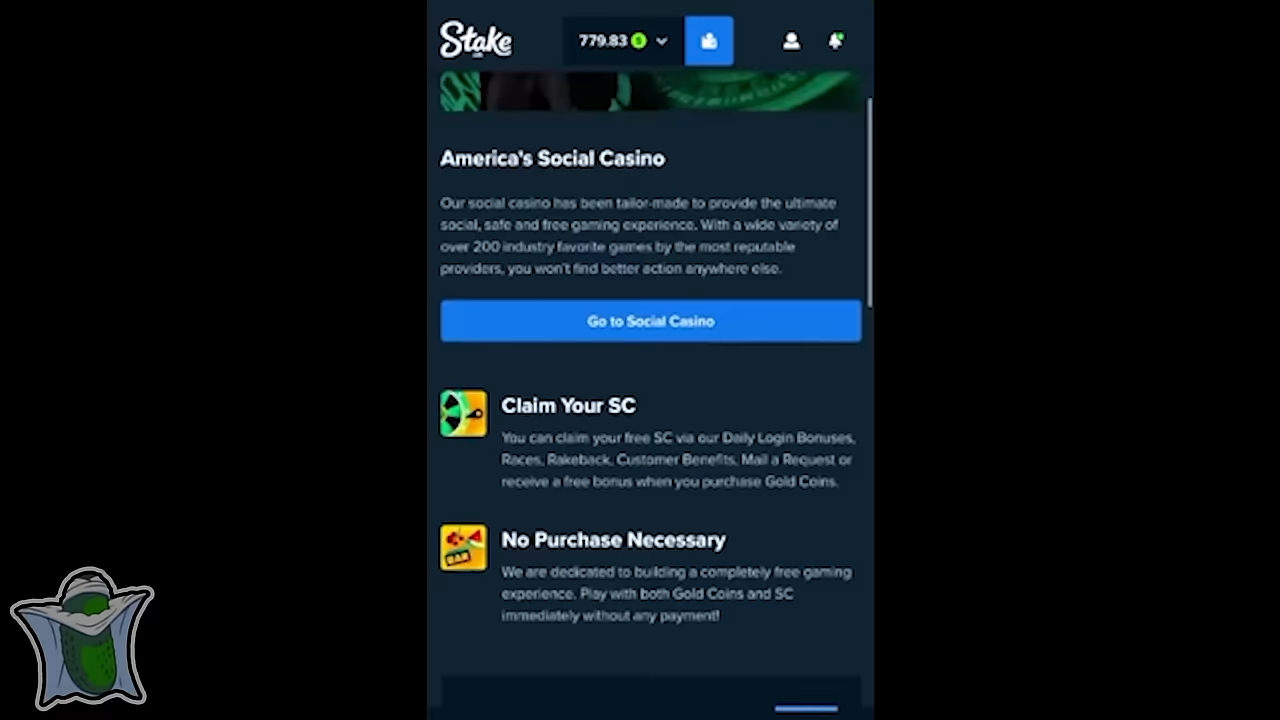 Stake
779.83
America's Social Casino
Our social casino has been tailor-made to provide the ultimate
social, safe and free gaming experience. With a wide variety of
over 200 industry favorite games by the most reputable
providers, you won't find better action anywhere else.
Go to Social Casino
Claim Your SC
You can claim your free SC via our Daily Login Bonuses,
Races, Rakeback, Customer Benefits, Mail a Request or
receive a free bonus when you purchase Gold Coins.
No Purchase Necessary
BAR
We are dedicated to building a completely free gaming
experience. Play with both Gold Coins and SC
immediately without any payment!